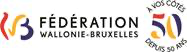 FÉDÉRATION
WALLONIE-BRUXELLES
À VOS CÔTÉS
50
DEPUIS 50 ANS